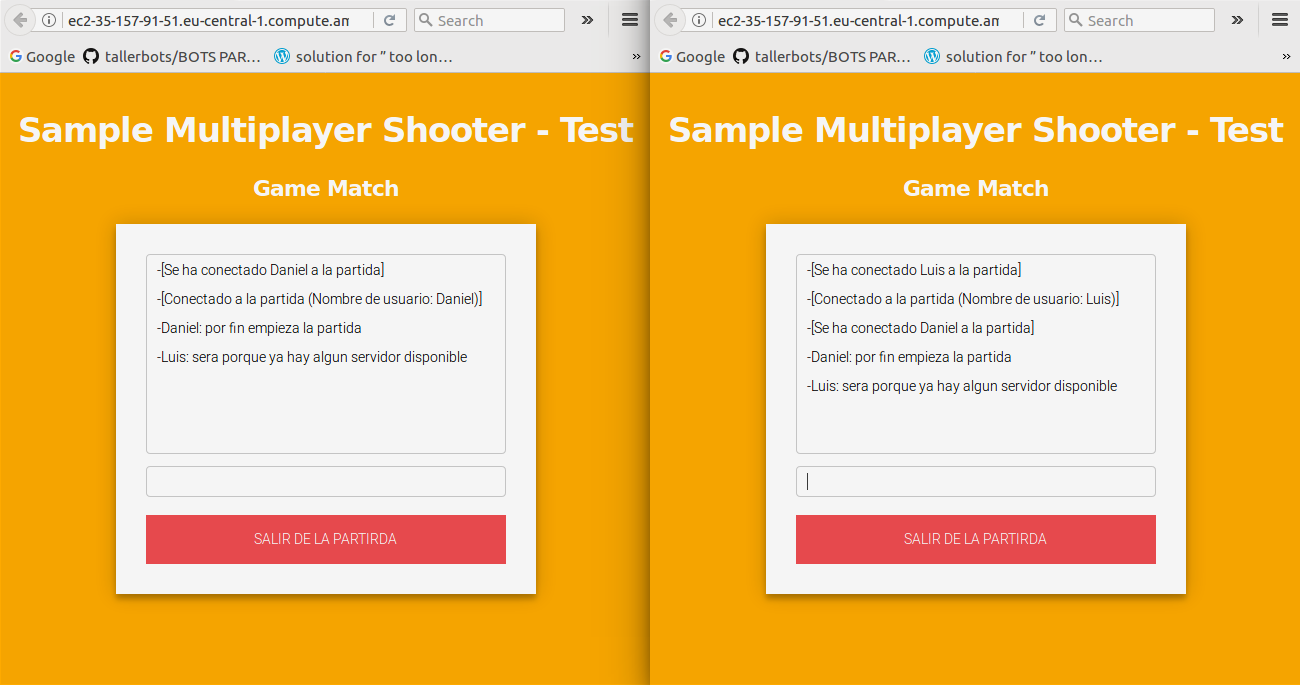 ec2-35-157-91-51.eu-central-1.compute.am
Search
Google
tallerbots/BOTS PAR...
solution for ” too lon...
Sample Multiplayer Shooter - Test
Game Match
-[Se ha conectado Daniel a la partida]
-[Conectado a la partida (Nombre de usuario: Daniel)]
-Daniel: por fin empieza la partida
-Luis: sera porque ya hay algun servidor disponible
SALIR DE LA PARTIRDA
ec2-35-157-91-51.eu-central-1.compute.am
Search
Google
tallerbots/BOTS PAR...
solution for ” too lon...
Sample Multiplayer Shooter - Test
Game Match
-[Se ha conectado Luis a la partida]
-[Conectado a la partida (Nombre de usuario: Luis)]
-[Se ha conectado Daniel a la partida]
-Daniel: por fin empieza la partida
-Luis: sera porque ya hay algun servidor disponible
SALIR DE LA PARTIRDA